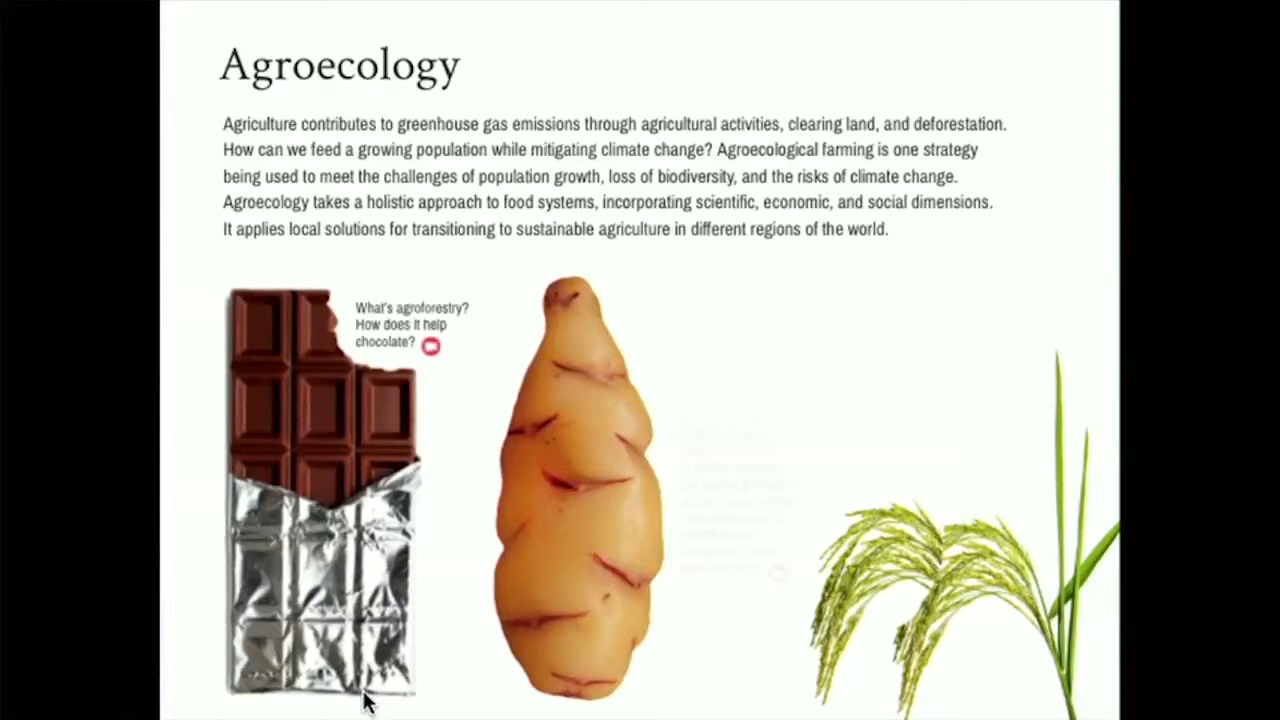 Agroecology
Agriculture contributes to greenhouse gas emissions through agricultural activities, clearing land, and deforestation.
How can we feed a growing population while mitigating climate change? Agroecological farming is one strategy
being used to meet the challenges of population growth, loss of biodiversity, and the risks of climate change.
Agroecology takes a holistic approach to food systems, incorporating scientific, economic, and social dimensions.
It applies local solutions for transitioning to sustainable agriculture in different regions of the world.
What's agroforestry?
How does it help
chocolate?